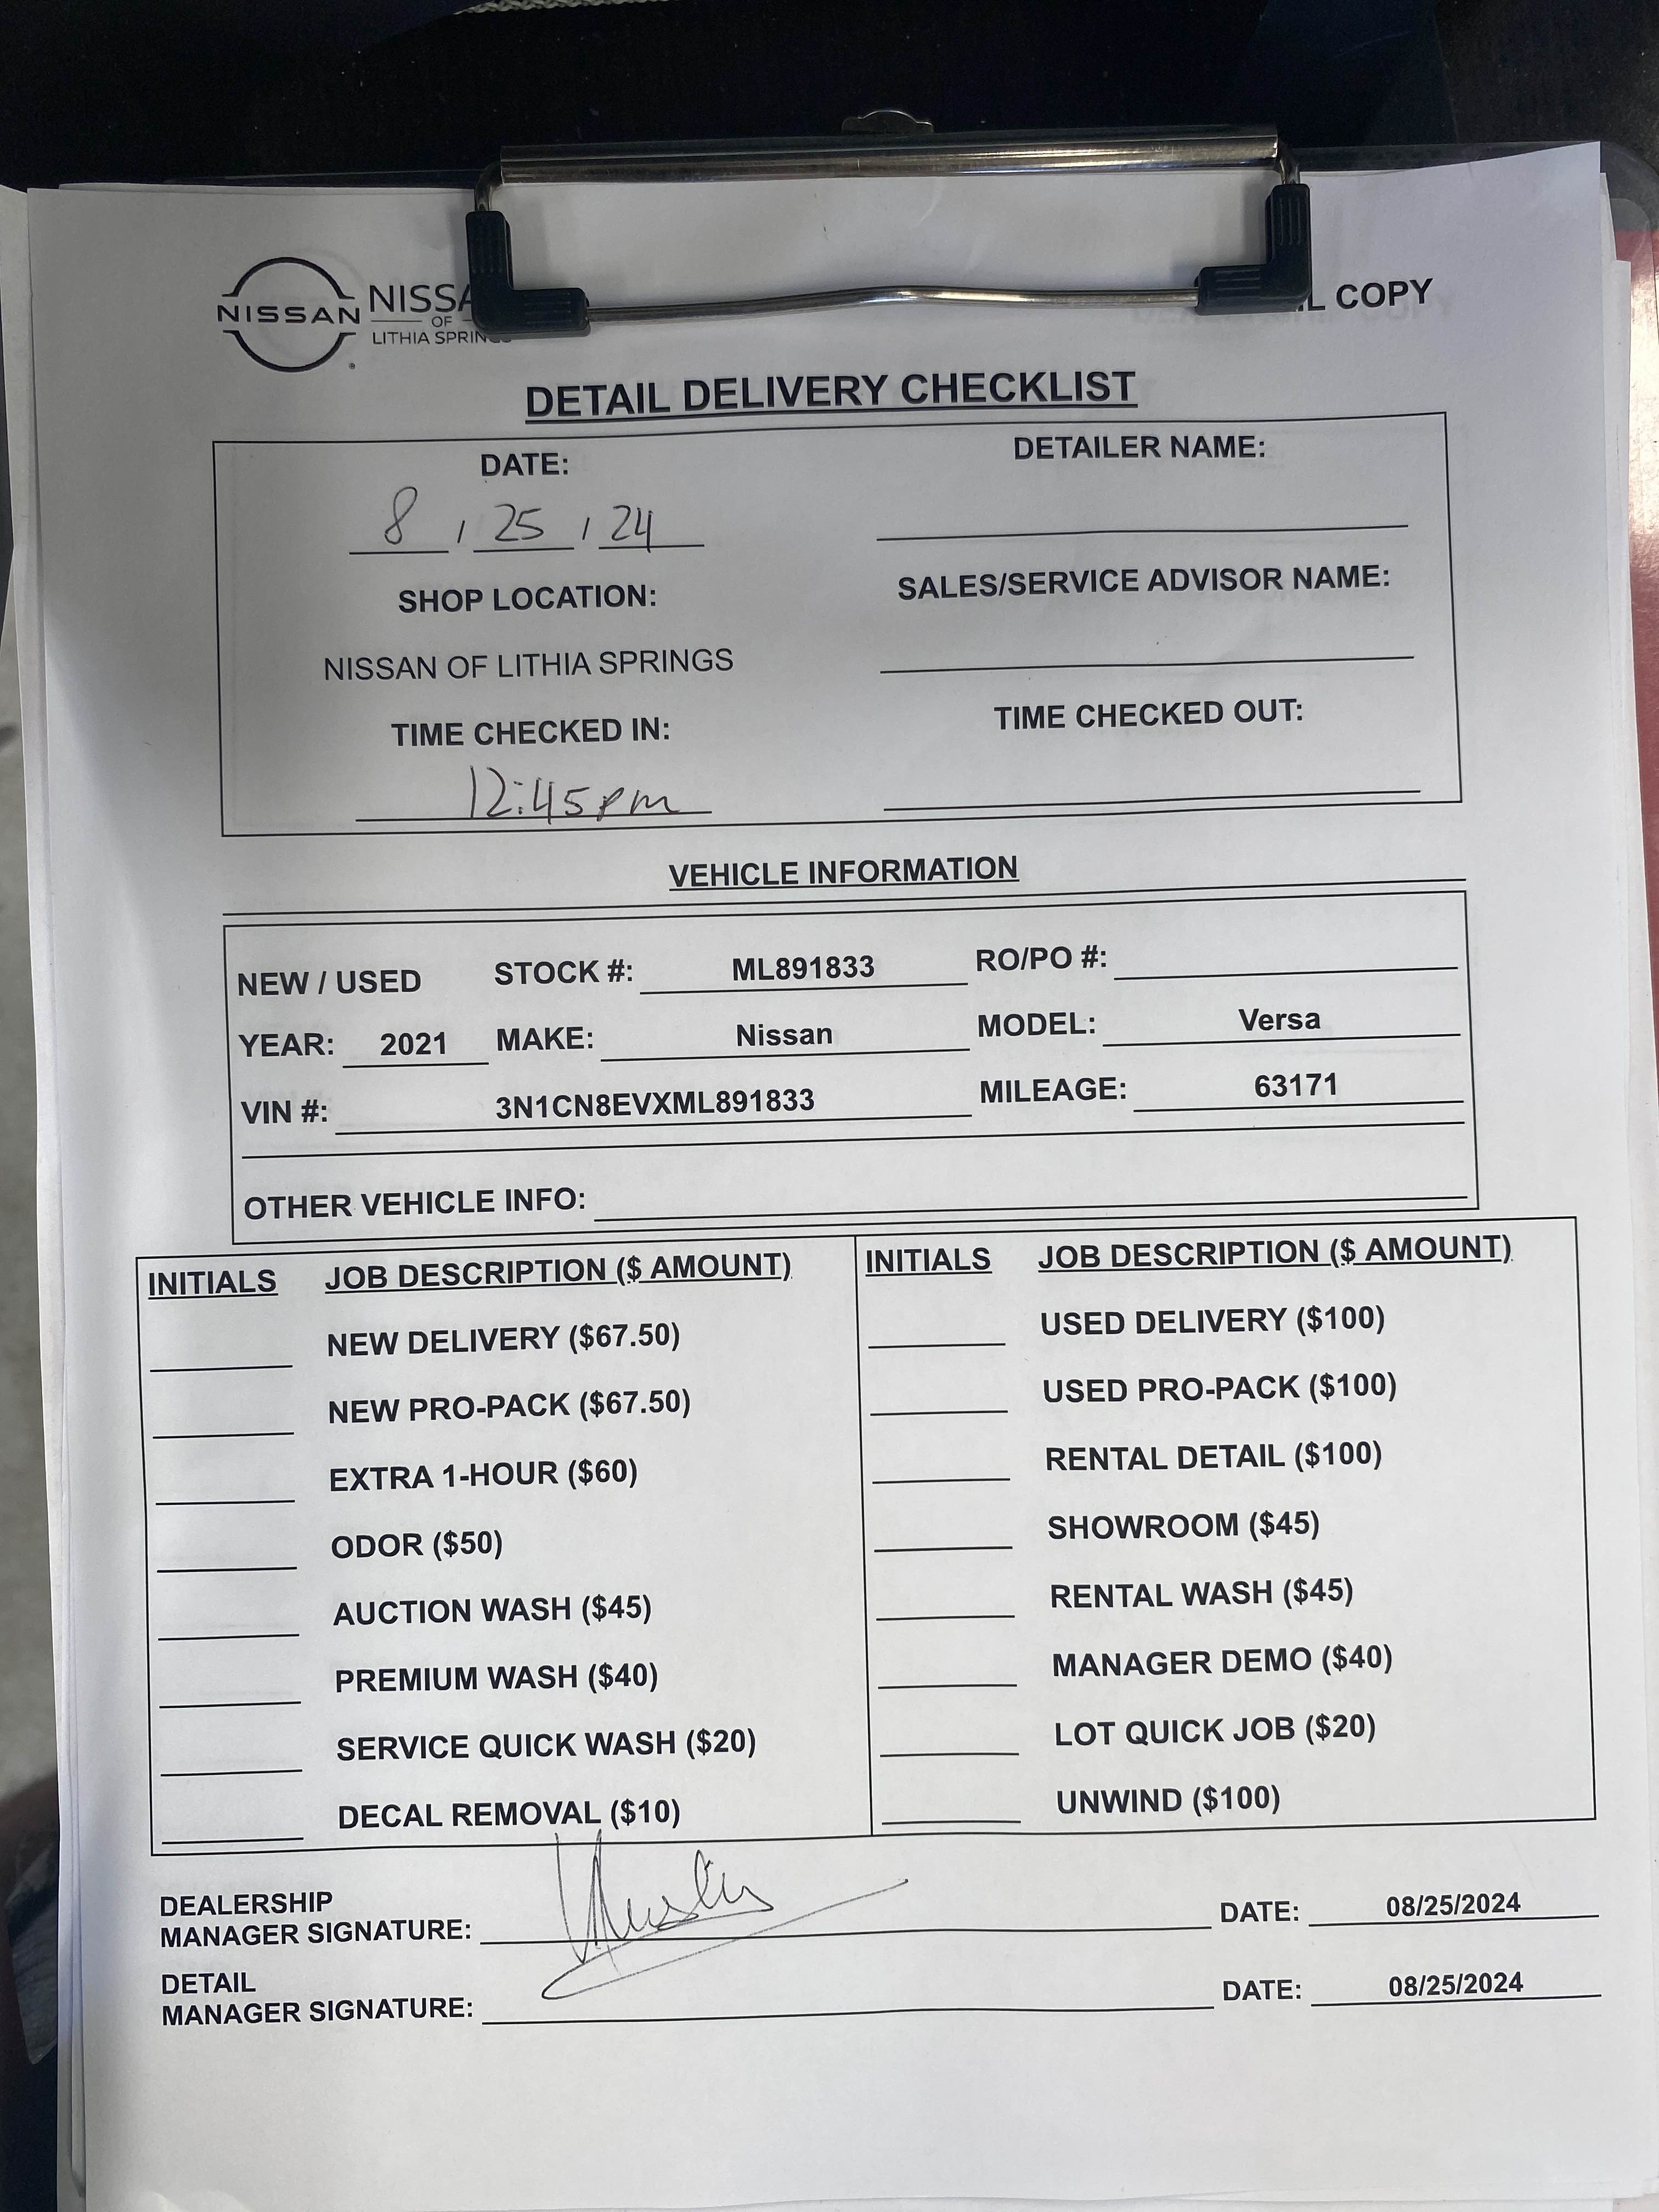 NISSAN
OF
LITHIA
NISSAN
COPY
DETAIL DELIVERY CHECKLIST
DATE:
8 / 25 / 24
DETAILER NAME:
SHOP LOCATION:
NISSAN OF LITHIA SPRINGS
SALES/SERVICE ADVISOR NAME:
TIME CHECKED IN:
12:45pm
TIME CHECKED OUT:
VEHICLE INFORMATION
NEW / USED STOCK #: ML891833 RO/PO #:
YEAR: 2021 MAKE: Nissan MODEL: Versa
VIN #: 3N1CN8EVXML891833 MILEAGE: 63171
OTHER VEHICLE INFO:
INITIALS JOB DESCRIPTION ($ AMOUNT)
NEW DELIVERY ($67.50)
NEW PRO-PACK ($67.50)
EXTRA 1-HOUR ($60)
ODOR ($50)
AUCTION WASH ($45)
PREMIUM WASH ($40)
SERVICE QUICK WASH ($20)
DECAL REMOVAL ($10)
INITIALS JOB DESCRIPTION ($ AMOUNT)
USED DELIVERY ($100)
USED PRO-PACK ($100)
RENTAL DETAIL ($100)
SHOWROOM ($45)
RENTAL WASH ($45)
MANAGER DEMO ($40)
LOT QUICK JOB ($20)
UNWIND ($100)
DEALERSHIP
MANAGER SIGNATURE: DATE: 08/25/2024
DETAIL
MANAGER SIGNATURE: DATE: 08/25/2024